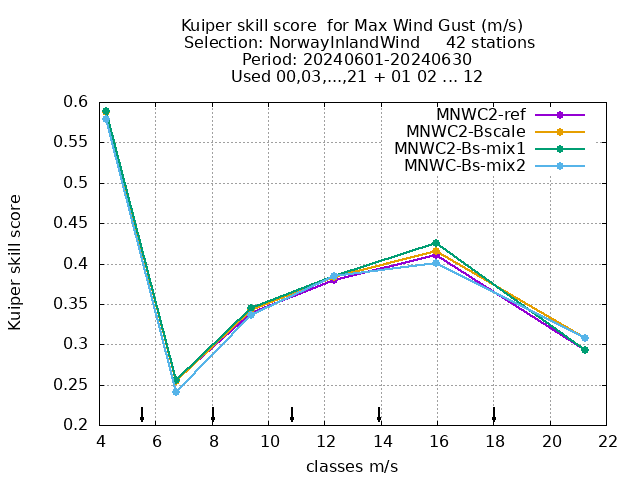 Kuiper skill score  for Max Wind Gust (m/s)
Selection: NorwayInlandWind     42 stations
Period: 20240601-20240630
Used 00,03,...,21 + 01 02 ... 12
MNWC2-ref
MNWC2-Bscale
MNWC2-Bs-mix1
MNWC-Bs-mix2
Kuiper skill score
0.6
0.55
0.5
0.45
0.4
0.35
0.3
0.25
0.2
4 6 8 10 12 14 16 18 20 22
classes m/s